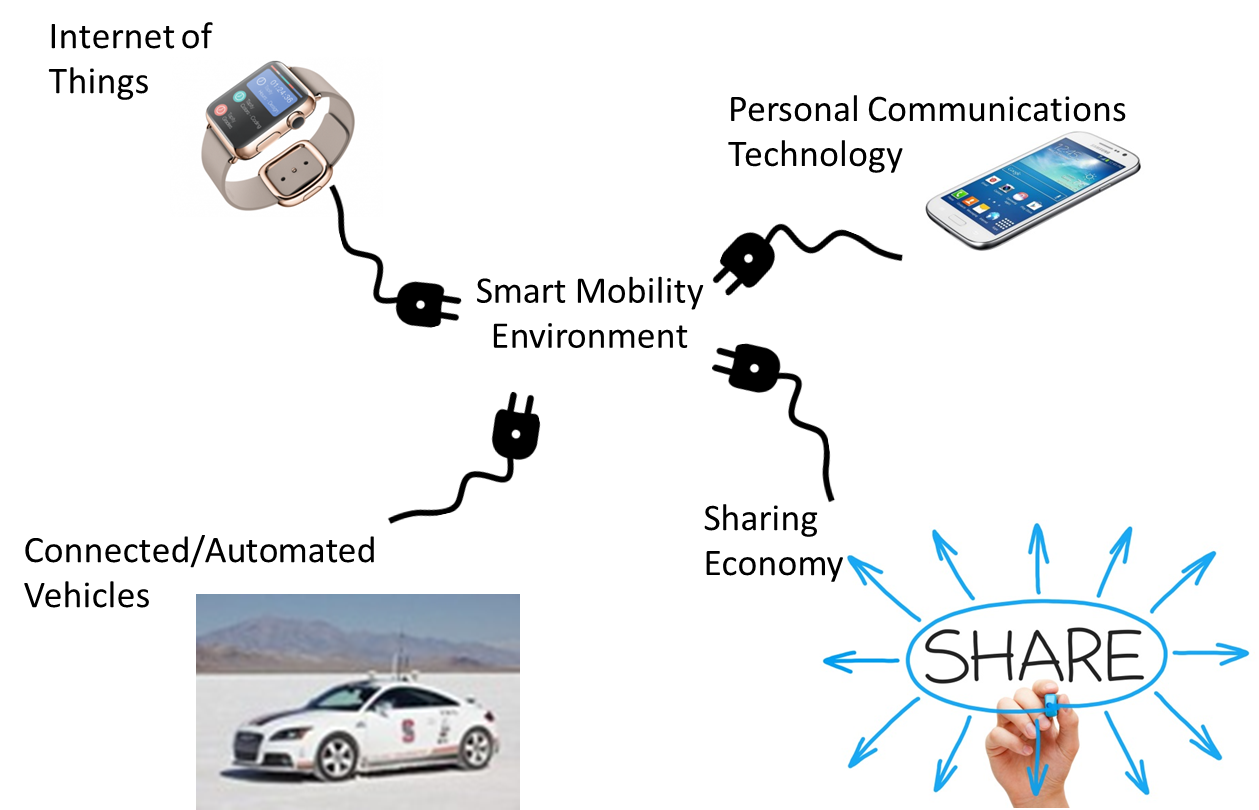 Internet of
Things
Personal Communications
Technology
Smart Mobility
Environment
Connected/Automated
Vehicles
Sharing
Economy
SHARE
S